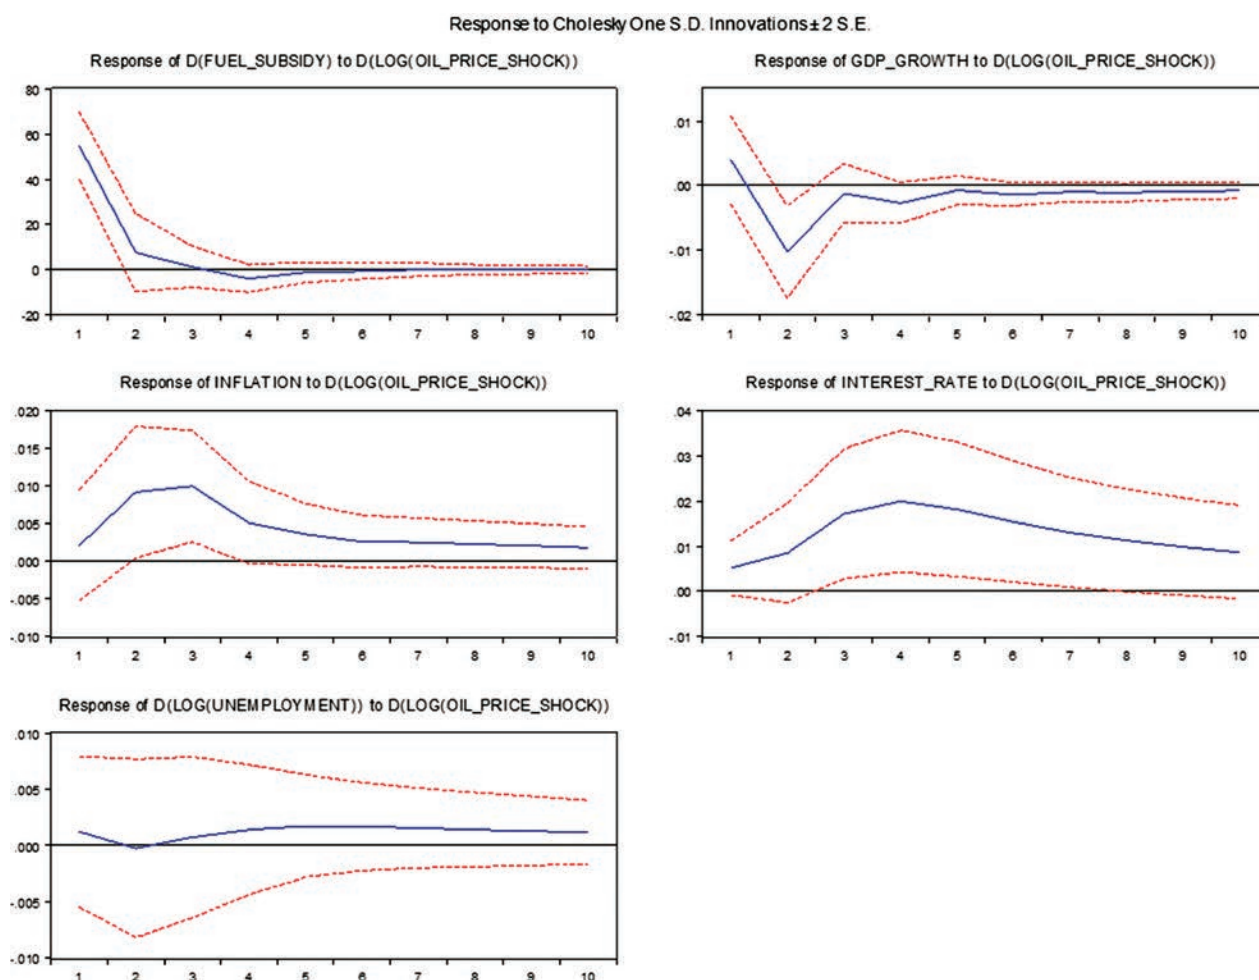 Response to Cholesky One S.D. Innovations ± 2 S.E.
Response of D(FUEL_SUBSIDY) to D(LOG(OIL_PRICE_SHOCK))
80
60
40
20
0
-20
1 2 3 4 5 6 7 8 9 10
Response of GDP_GROWTH to D(LOG(OIL_PRICE_SHOCK))
.01
.00
-.01
-.02
1 2 3 4 5 6 7 8 9 10
Response of INFLATION to D(LOG(OIL_PRICE_SHOCK))
.020
.015
.010
.005
.000
-.005
-.010
1 2 3 4 5 6 7 8 9 10
Response of INTEREST_RATE to D(LOG(OIL_PRICE_SHOCK))
.04
.03
.02
.01
.00
-.01
1 2 3 4 5 6 7 8 9 10
Response of D(LOG(UNEMPLOYMENT)) to D(LOG(OIL_PRICE_SHOCK))
.010
.005
.000
-.005
-.010
1 2 3 4 5 6 7 8 9 10